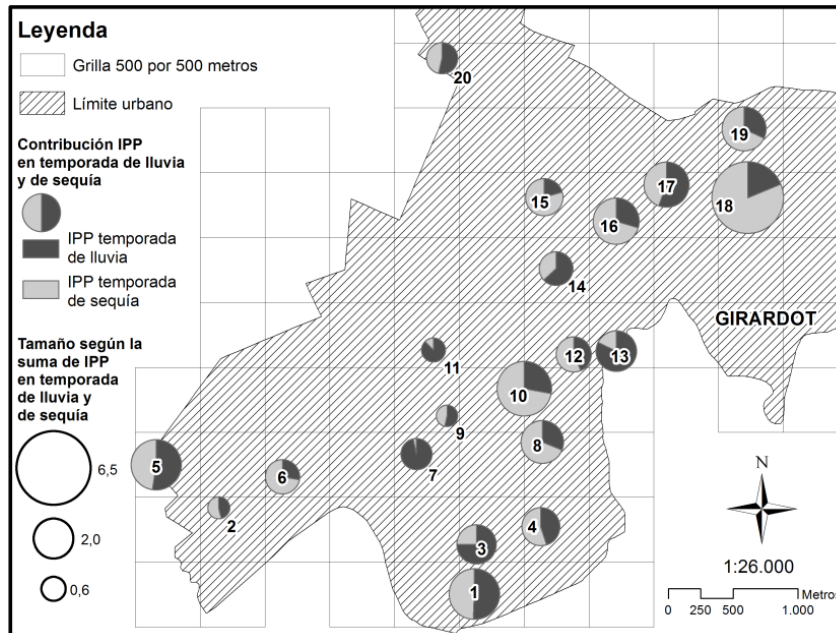 Leyenda
Grilla 500 por 500 metros
Límite urbano
Contribución IPP
en temporada de lluvia
y de sequía
IPP temporada
de lluvia
IPP temporada
de sequía
Tamaño según la
suma de IPP
en temporada
de lluvia y
de sequía
6,5
2,0
0,6
20
19
17
18
15
16
14
GIRARDOT
13
12
11
10
9
8
7
5
6
2
4
3
1
N
1:26.000
Metros
0 250 500 1.000